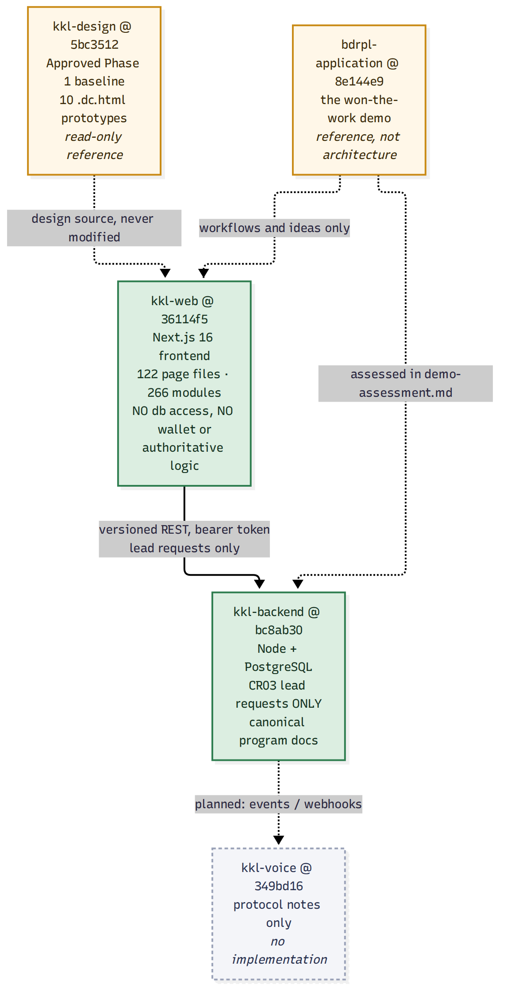 kkl-design @
5bc3512
Approved Phase
1 baseline
10 .dc.html
prototypes
read-only
reference
bdrpl-
application @
8e144e9
the won-the-
work demo
reference, not
architecture
design source, never
modified
workflows and ideas only
kkl-web @
36114f5
Next.js 16
frontend
122 page files ·
266 modules
NO db access, NO
wallet or
authoritative
logic
assessed in demo-
assessment.md
versioned REST, bearer token
lead requests only
kkl-backend @
bc8ab30
Node +
PostgreSQL
CR03 lead
requests ONLY
canonical
program docs
planned: events / webhooks
kkl-voice @
349bd16
protocol notes
only
no
implementation